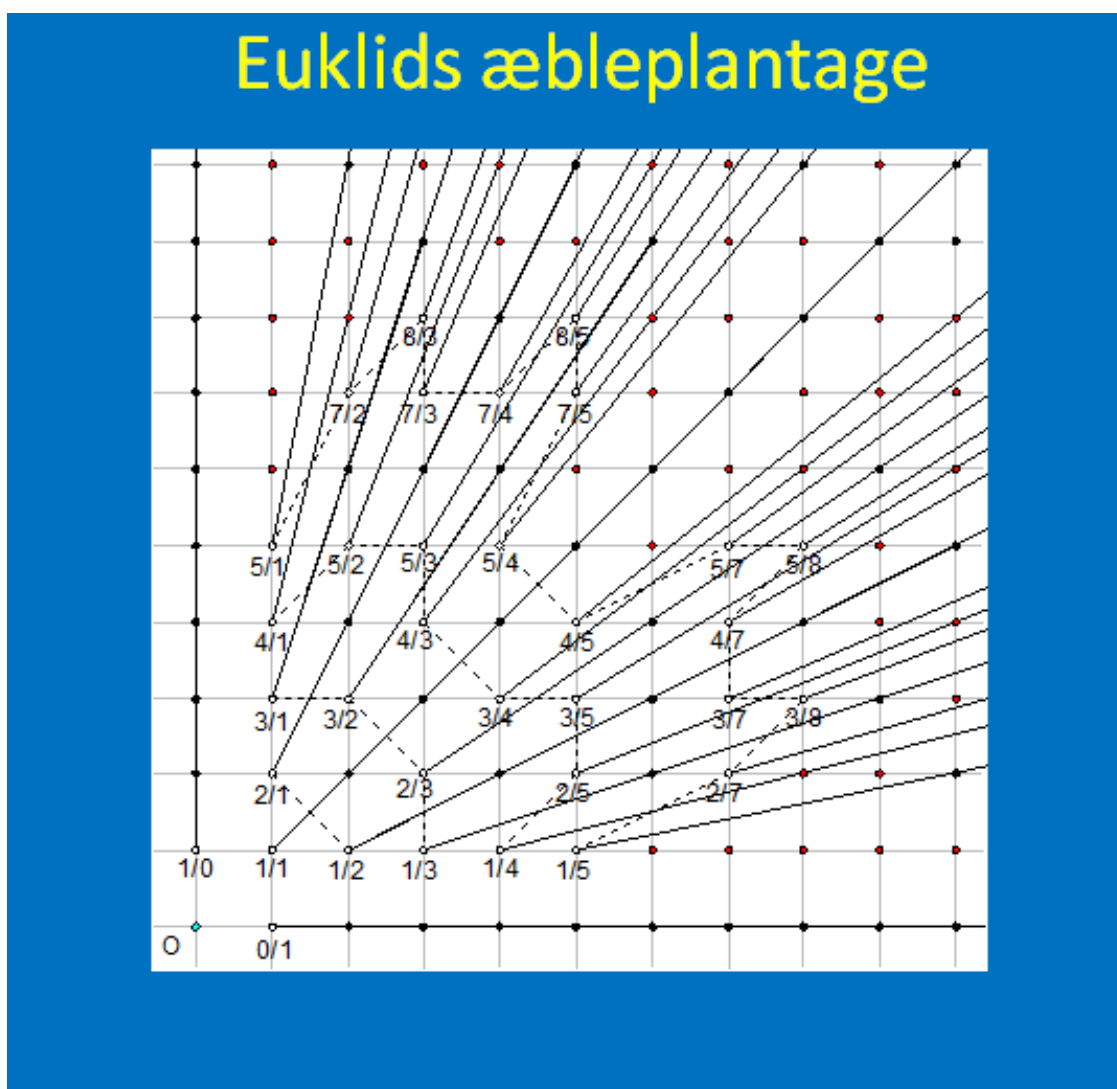 Euklids æbleplantage
8/3 8/5
7/2 7/3 7/4 7/5
5/1 5/2 5/3 5/4 5/7 5/8
4/1 4/3 4/5 4/7
3/1 3/2 3/4 3/5 3/7 3/8
2/1 2/3 2/5 2/7
1/0 1/1 1/2 1/3 1/4 1/5
O 0/1